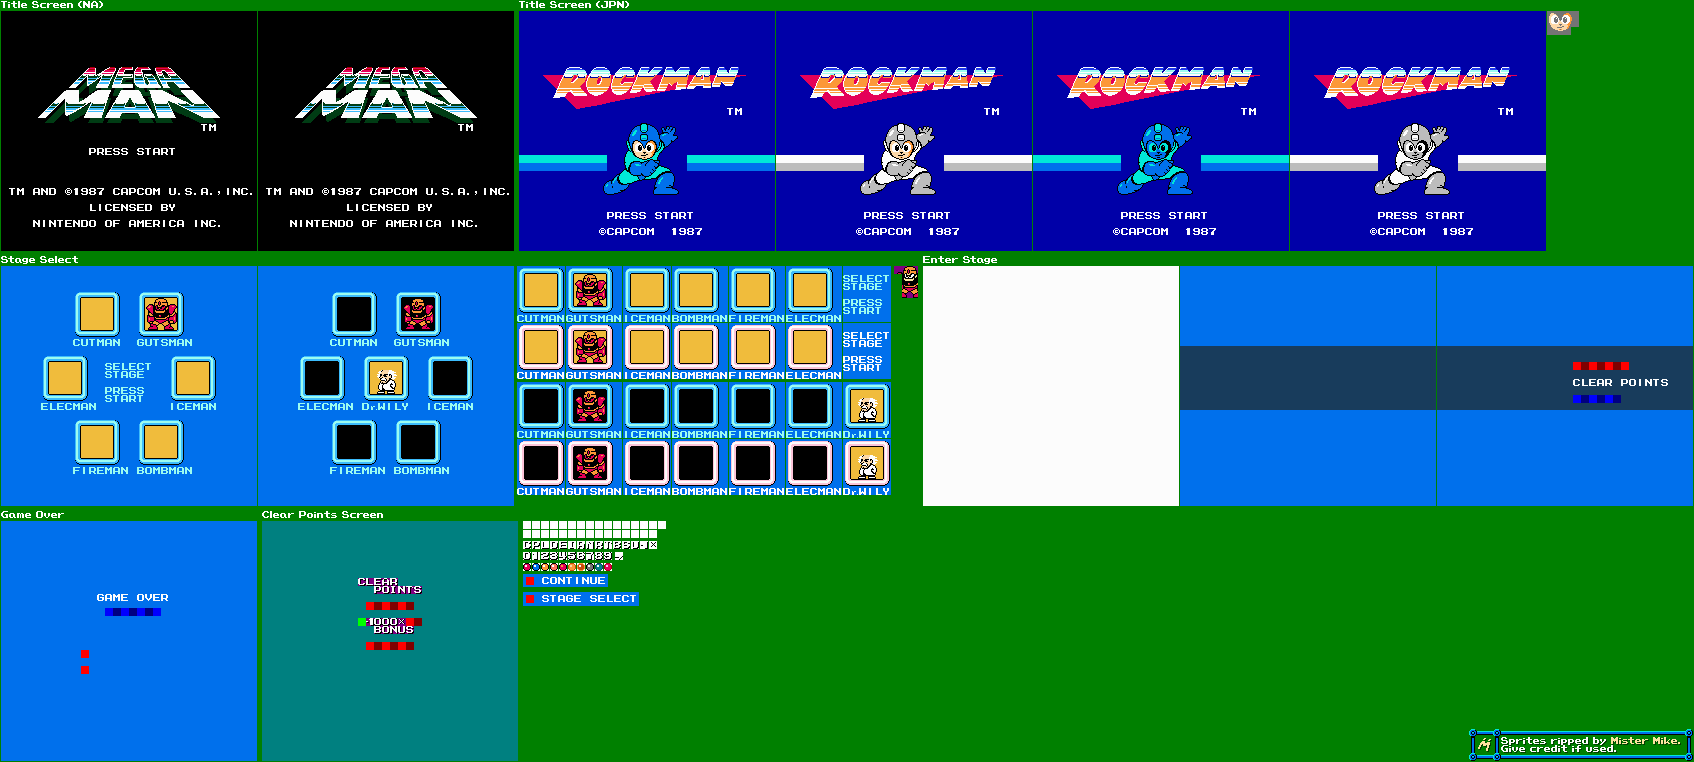 Title Screen (NA)
MEGA
MAN
TM
PRESS START
TM AND ©1987 CAPCOM U.S.A.,INC.
LICENSED BY
NINTENDO OF AMERICA INC.
MEGA
MAN
TM
TM AND ©1987 CAPCOM U.S.A.,INC.
LICENSED BY
NINTENDO OF AMERICA INC.
Title Screen (JPN)
ROCKMAN
TM
PRESS START
©CAPCOM 1987
ROCKMAN
TM
PRESS START
©CAPCOM 1987
ROCKMAN
TM
PRESS START
©CAPCOM 1987
ROCKMAN
TM
PRESS START
©CAPCOM 1987
Stage Select
CUTMAN GUTSMAN
SELECT
STAGE
PRESS
START
ELECMAN ICEMAN
FIREMAN BOMBMAN
CUTMAN GUTSMAN
ELECMAN Dr.WILY ICEMAN
FIREMAN BOMBMAN
SELECT
STAGE
PRESS
START
CUTMAN GUTSMAN ICEMAN BOMBMAN FIREMAN ELECMAN
SELECT
STAGE
PRESS
START
CUTMAN GUTSMAN ICEMAN BOMBMAN FIREMAN ELECMAN
CUTMAN GUTSMAN ICEMAN BOMBMAN FIREMAN ELECMAN Dr.WILY
CUTMAN GUTSMAN ICEMAN BOMBMAN FIREMAN ELECMAN Dr.WILY
Enter Stage
CLEAR POINTS
Game Over
GAME OVER
Clear Points Screen
CLEAR
POINTS
1000×
BONUS
0123456789
CONTINUE
STAGE SELECT
Sprites ripped by Mister Mike.
Give credit if used.